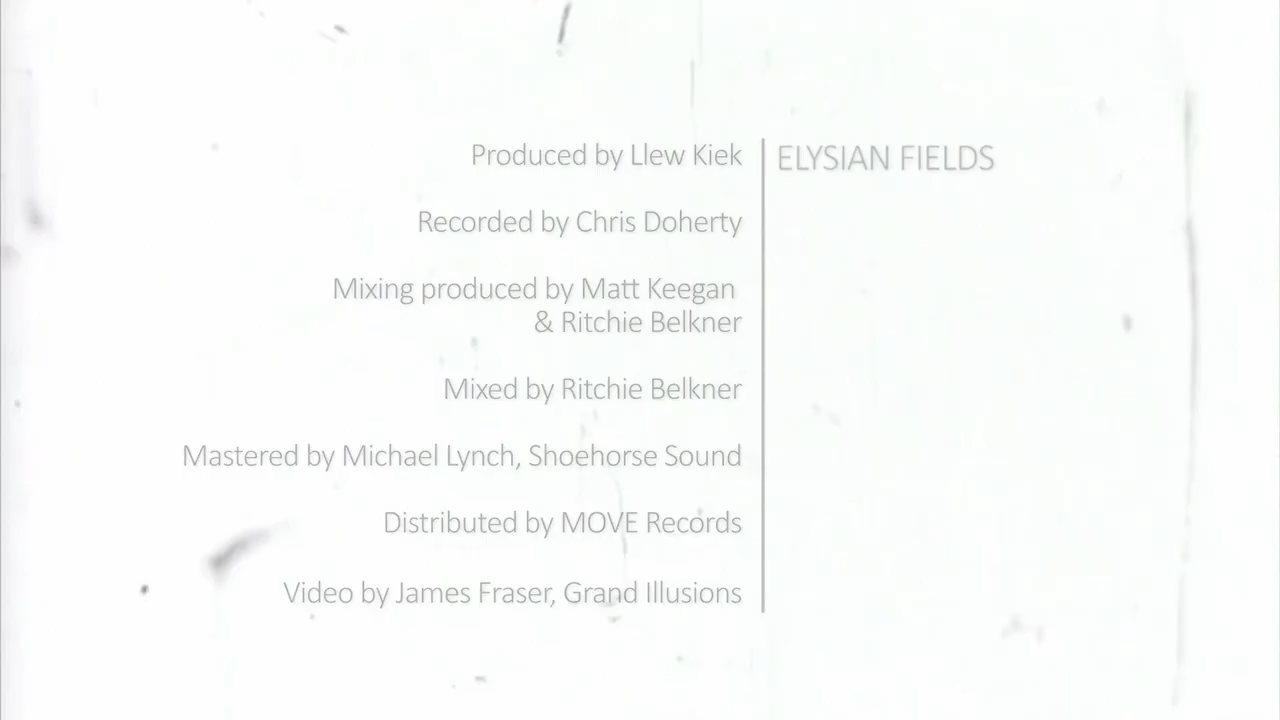 Produced by Llew Kiek
ELYSIAN FIELDS
Recorded by Chris Doherty
Mixing produced by Matt Keegan
& Ritchie Belkner
Mixed by Ritchie Belkner
Mastered by Michael Lynch, Shoehorse Sound
Distributed by MOVE Records
Video by James Fraser, Grand Illusions